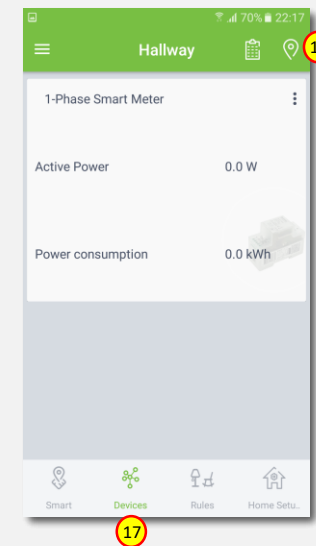 70% 22:17
Hallway
1-Phase Smart Meter
Active Power 0.0 W
Power consumption 0.0 kWh
Smart Devices Rules Home Setu..
17